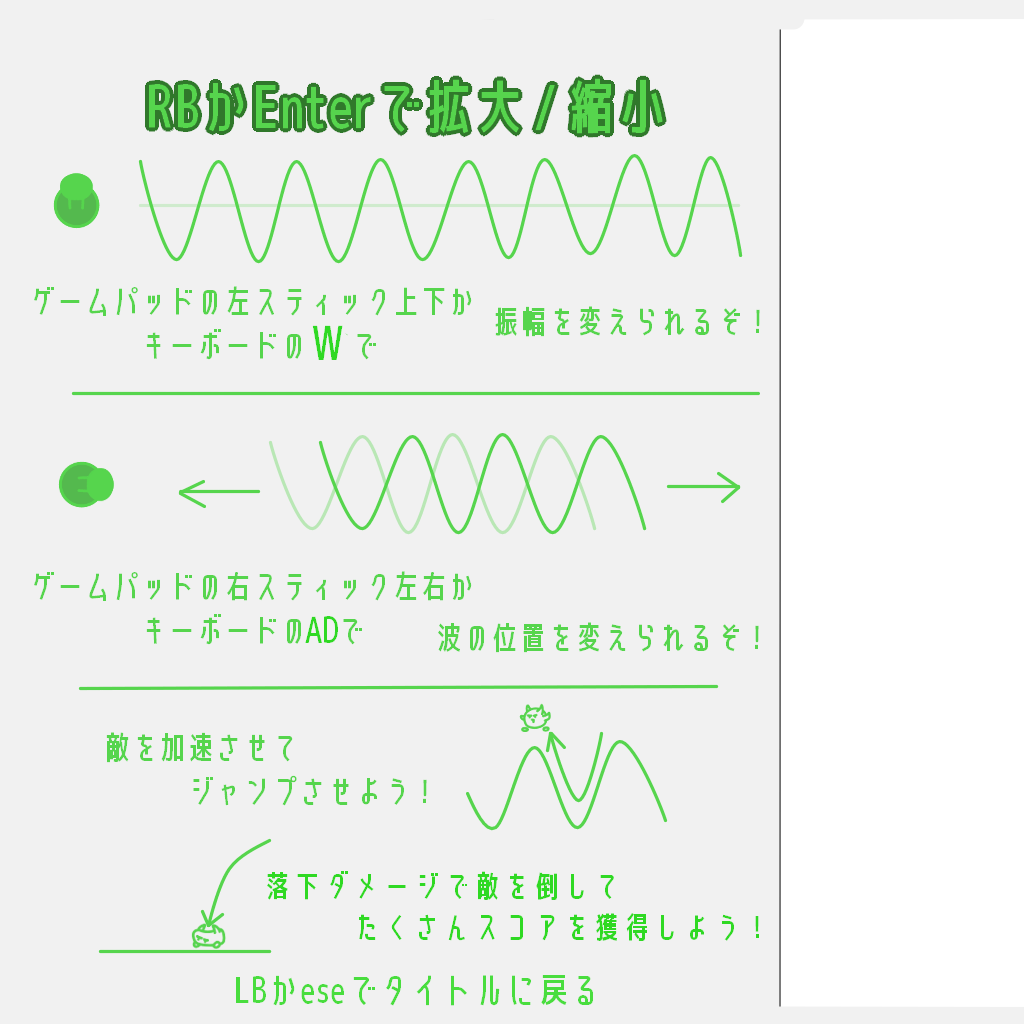 RBかEnterで拡大/縮小
ゲームパッドの左スティック上下か
キーボードのWで
振幅を変えられるぞ!
ゲームパッドの右スティック左右か
キーボードのADで
波の位置を変えられるぞ!
敵を加速させて
ジャンプさせよう!
落下ダメージで敵を倒して
たくさんスコアを獲得しよう!
LBかeseでタイトルに戻る